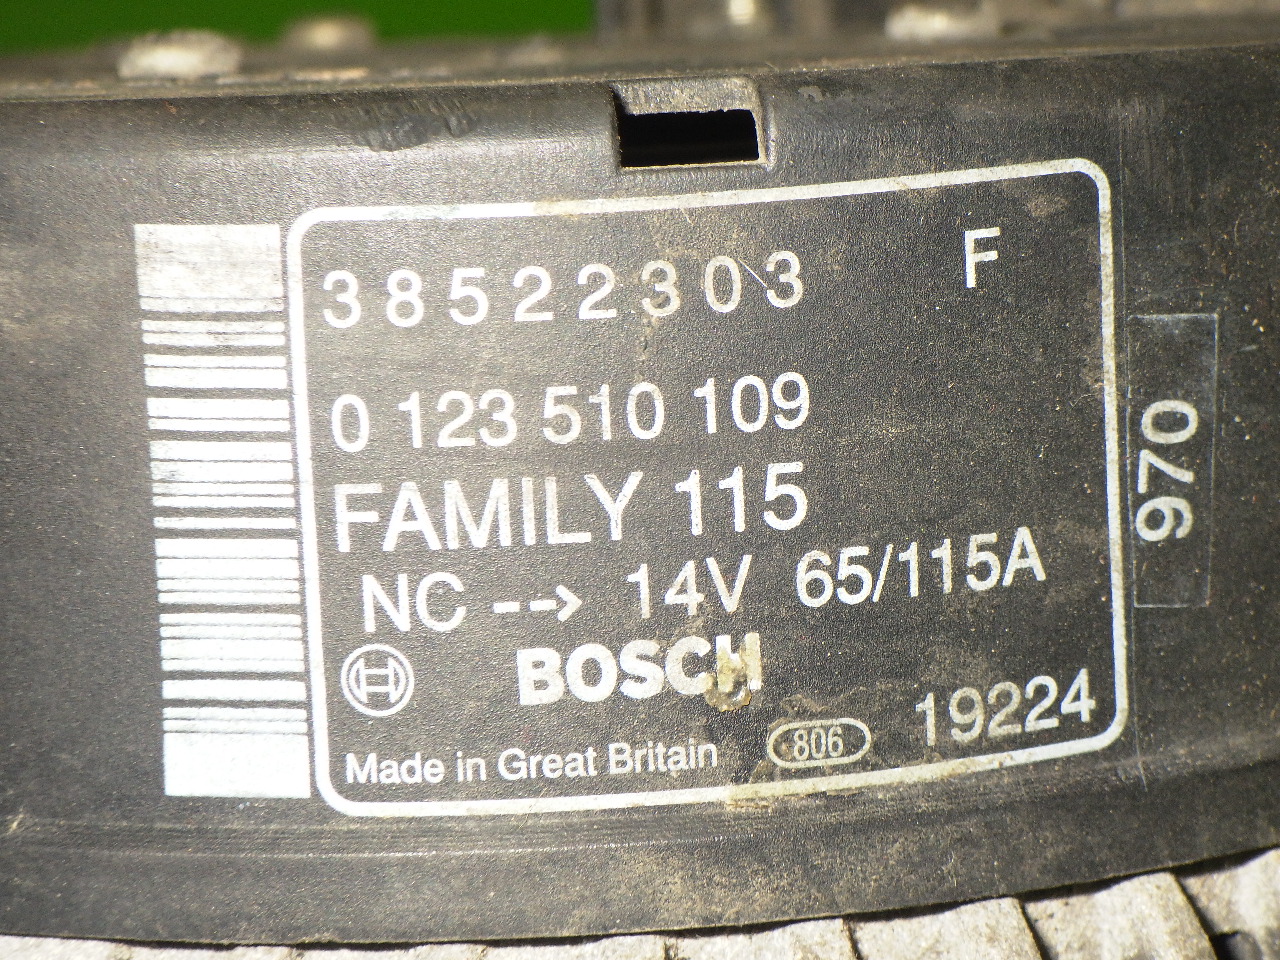 38522303 F
0 123 510 109
FAMILY 115
NC --> 14V 65/115A
BOSCH
Made in Great Britain 806 19224
970